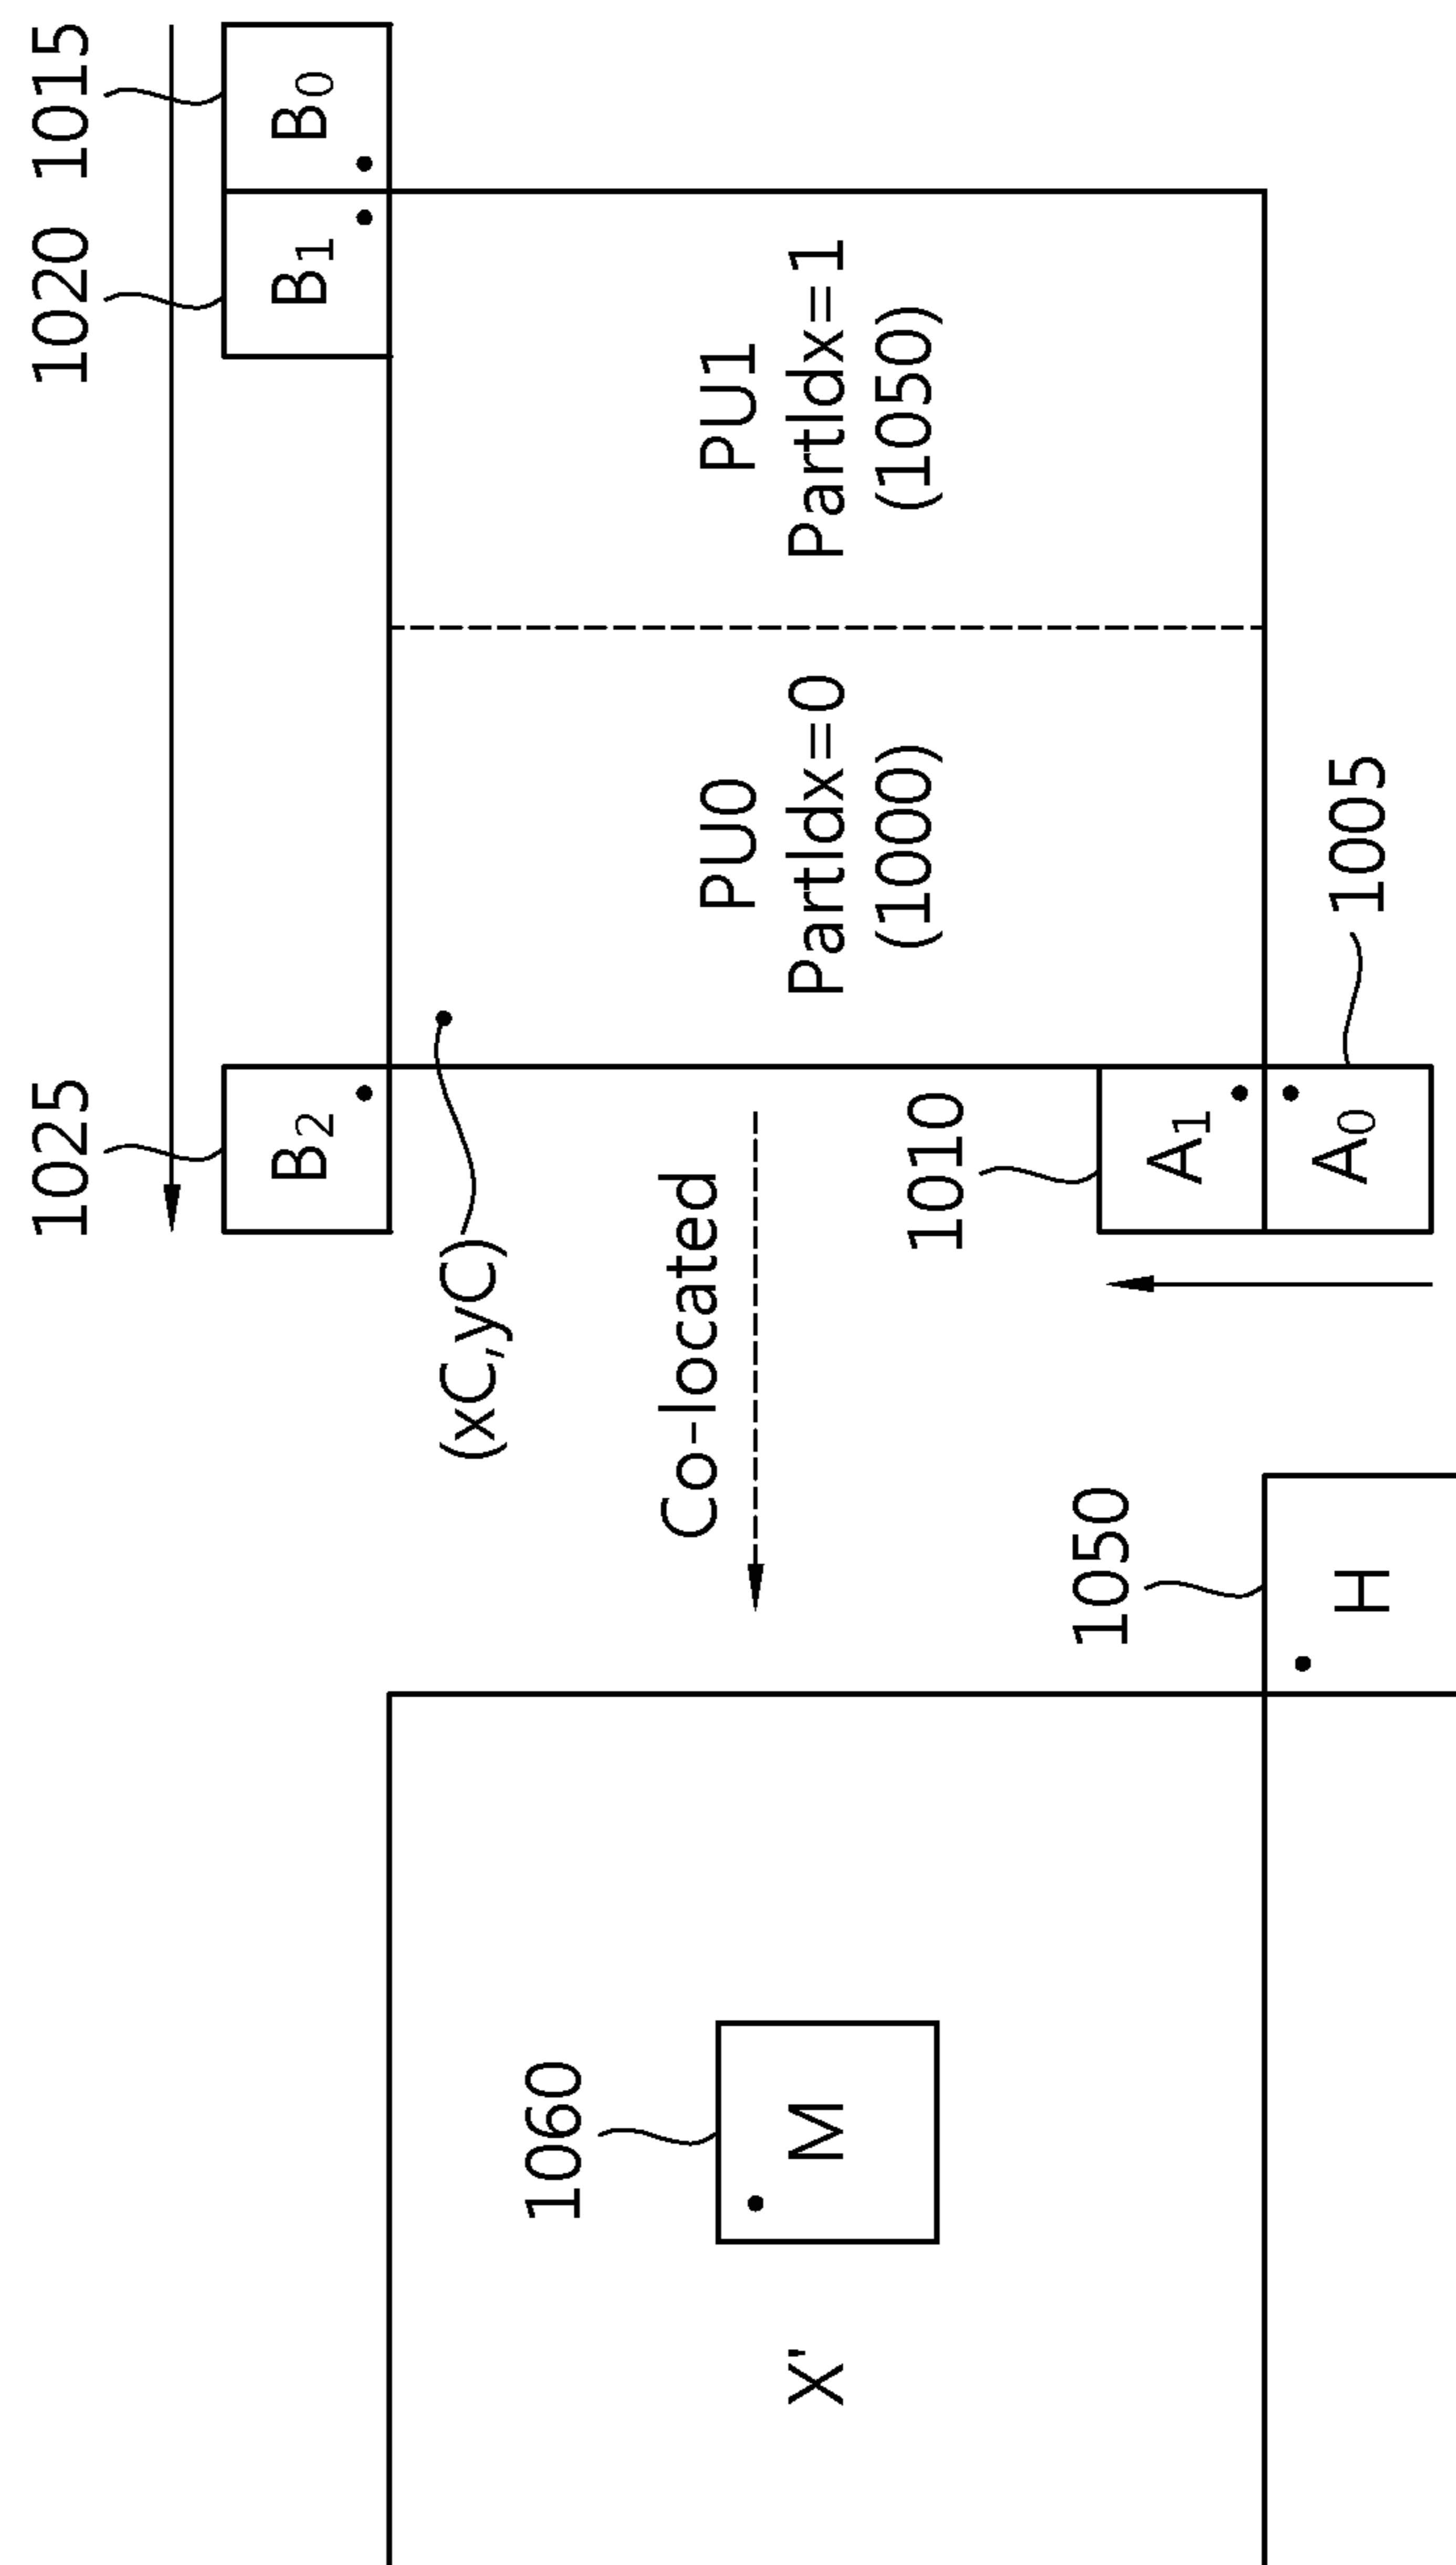 1025
1020
1015
B₂
B₁
B₀
(xC,yC)
1060
Co-located
X'
M
PU0
PartIdx=0
(1000)
PU1
PartIdx=1
(1050)
1010
1050
A₁
H
A₀
1005